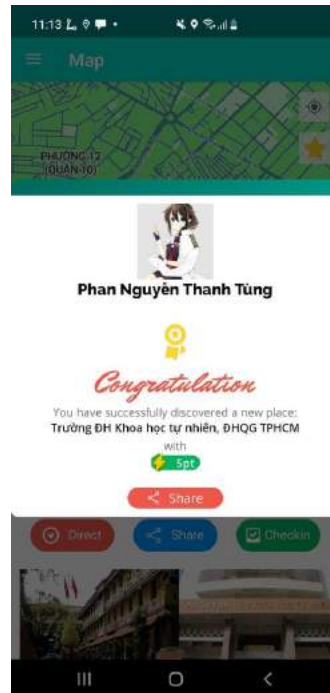 11:13
Map
PHƯỜNG 12
(QUẬN 10)
Phan Nguyễn Thanh Tùng
Congratulation
You have successfully discovered a new place:
Trường ĐH Khoa học tự nhiên, ĐHQG TPHCM
with
5pt
Share
Direct
Share
Checkin